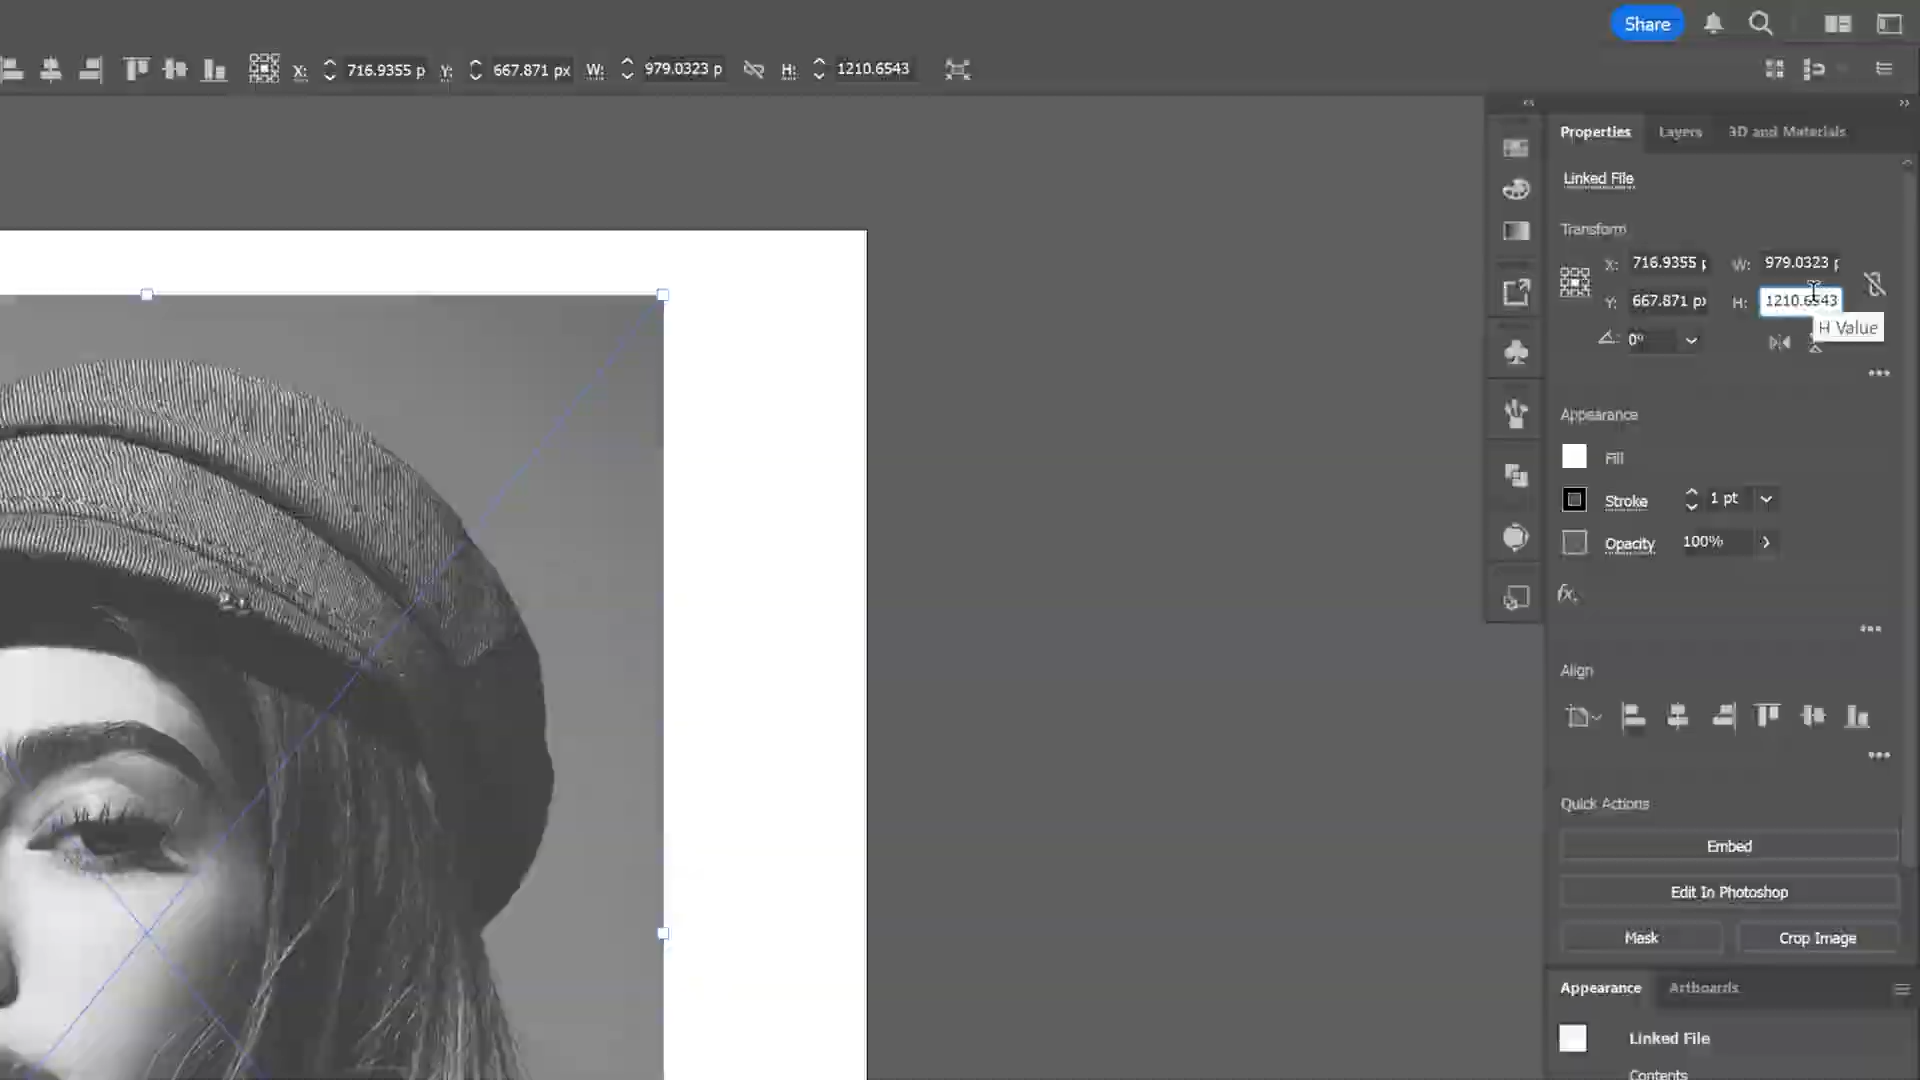 Share
X: 716.9355 p Y: 667.871 px W: 979.0323 p H: 1210.6543
Properties Layers 3D and Materials
Linked File
Transform
X: 716.9355 p W: 979.0323 p
Y: 667.871 px H: 1210.6543
H Value
0°
Appearance
Fill
Stroke 1 pt
Opacity 100%
fx.
Align
Quick Actions
Embed
Edit In Photoshop
Mask Crop Image
Appearance Artboards
Linked File
Contents